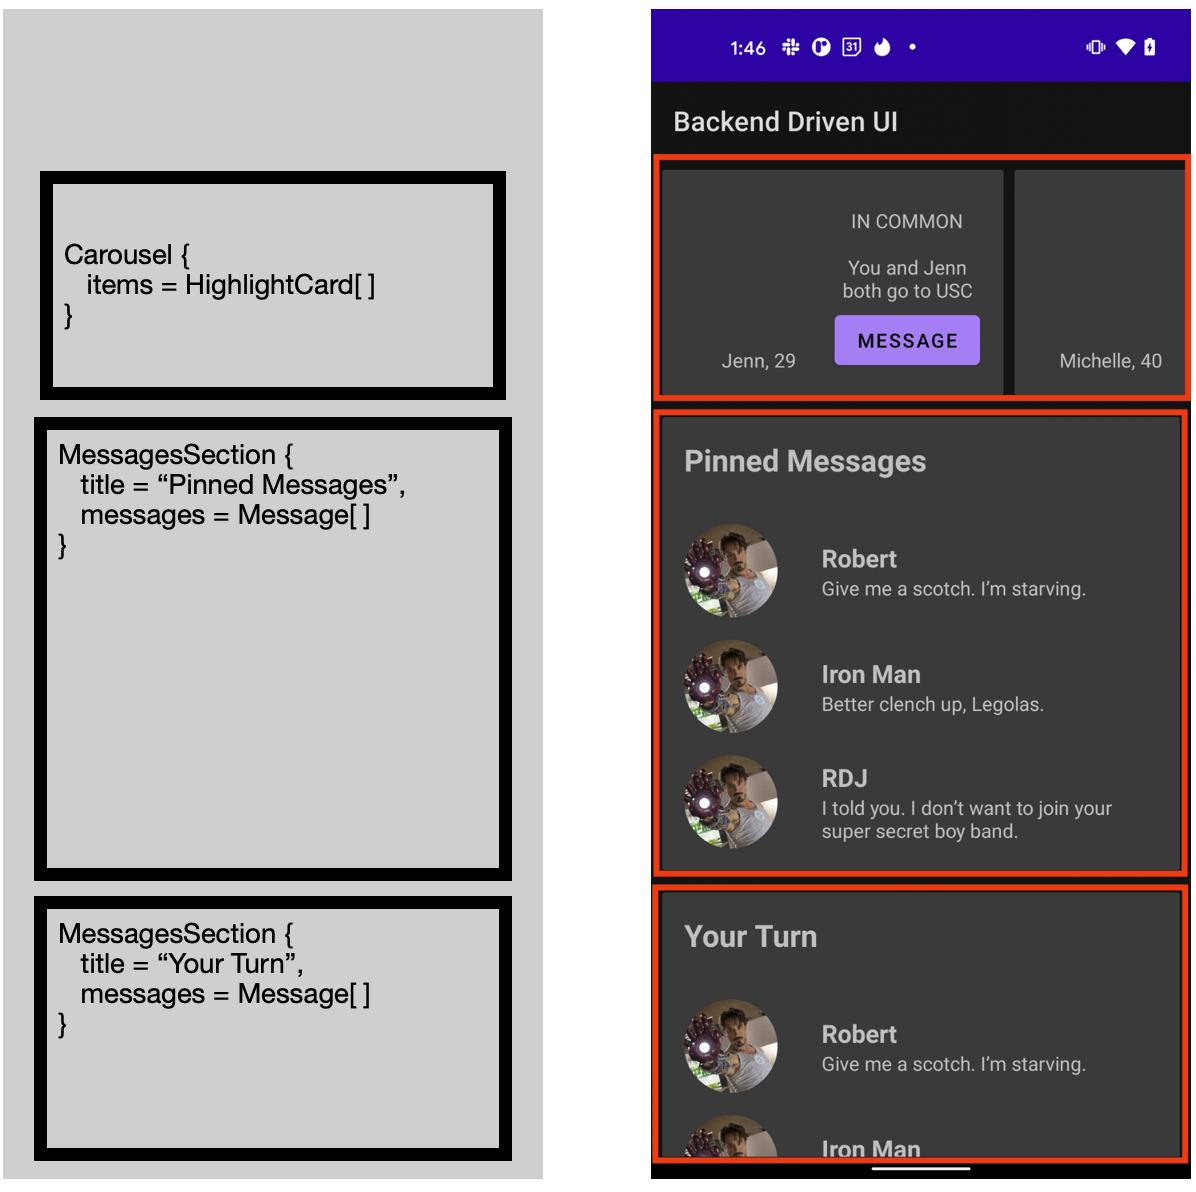 Carousel {
items = HighlightCard[ ]
}
MessagesSection {
title = “Pinned Messages”,
messages = Message[ ]
}
MessagesSection {
title = “Your Turn”,
messages = Message[ ]
}
1:46
31
Backend Driven UI
IN COMMON
You and Jenn
both go to USC
MESSAGE
Jenn, 29
Michelle, 40
Pinned Messages
Robert
Give me a scotch. I’m starving.
Iron Man
Better clench up, Legolas.
RDJ
I told you. I don’t want to join your
super secret boy band.
Your Turn
Robert
Give me a scotch. I’m starving.
Iron Man